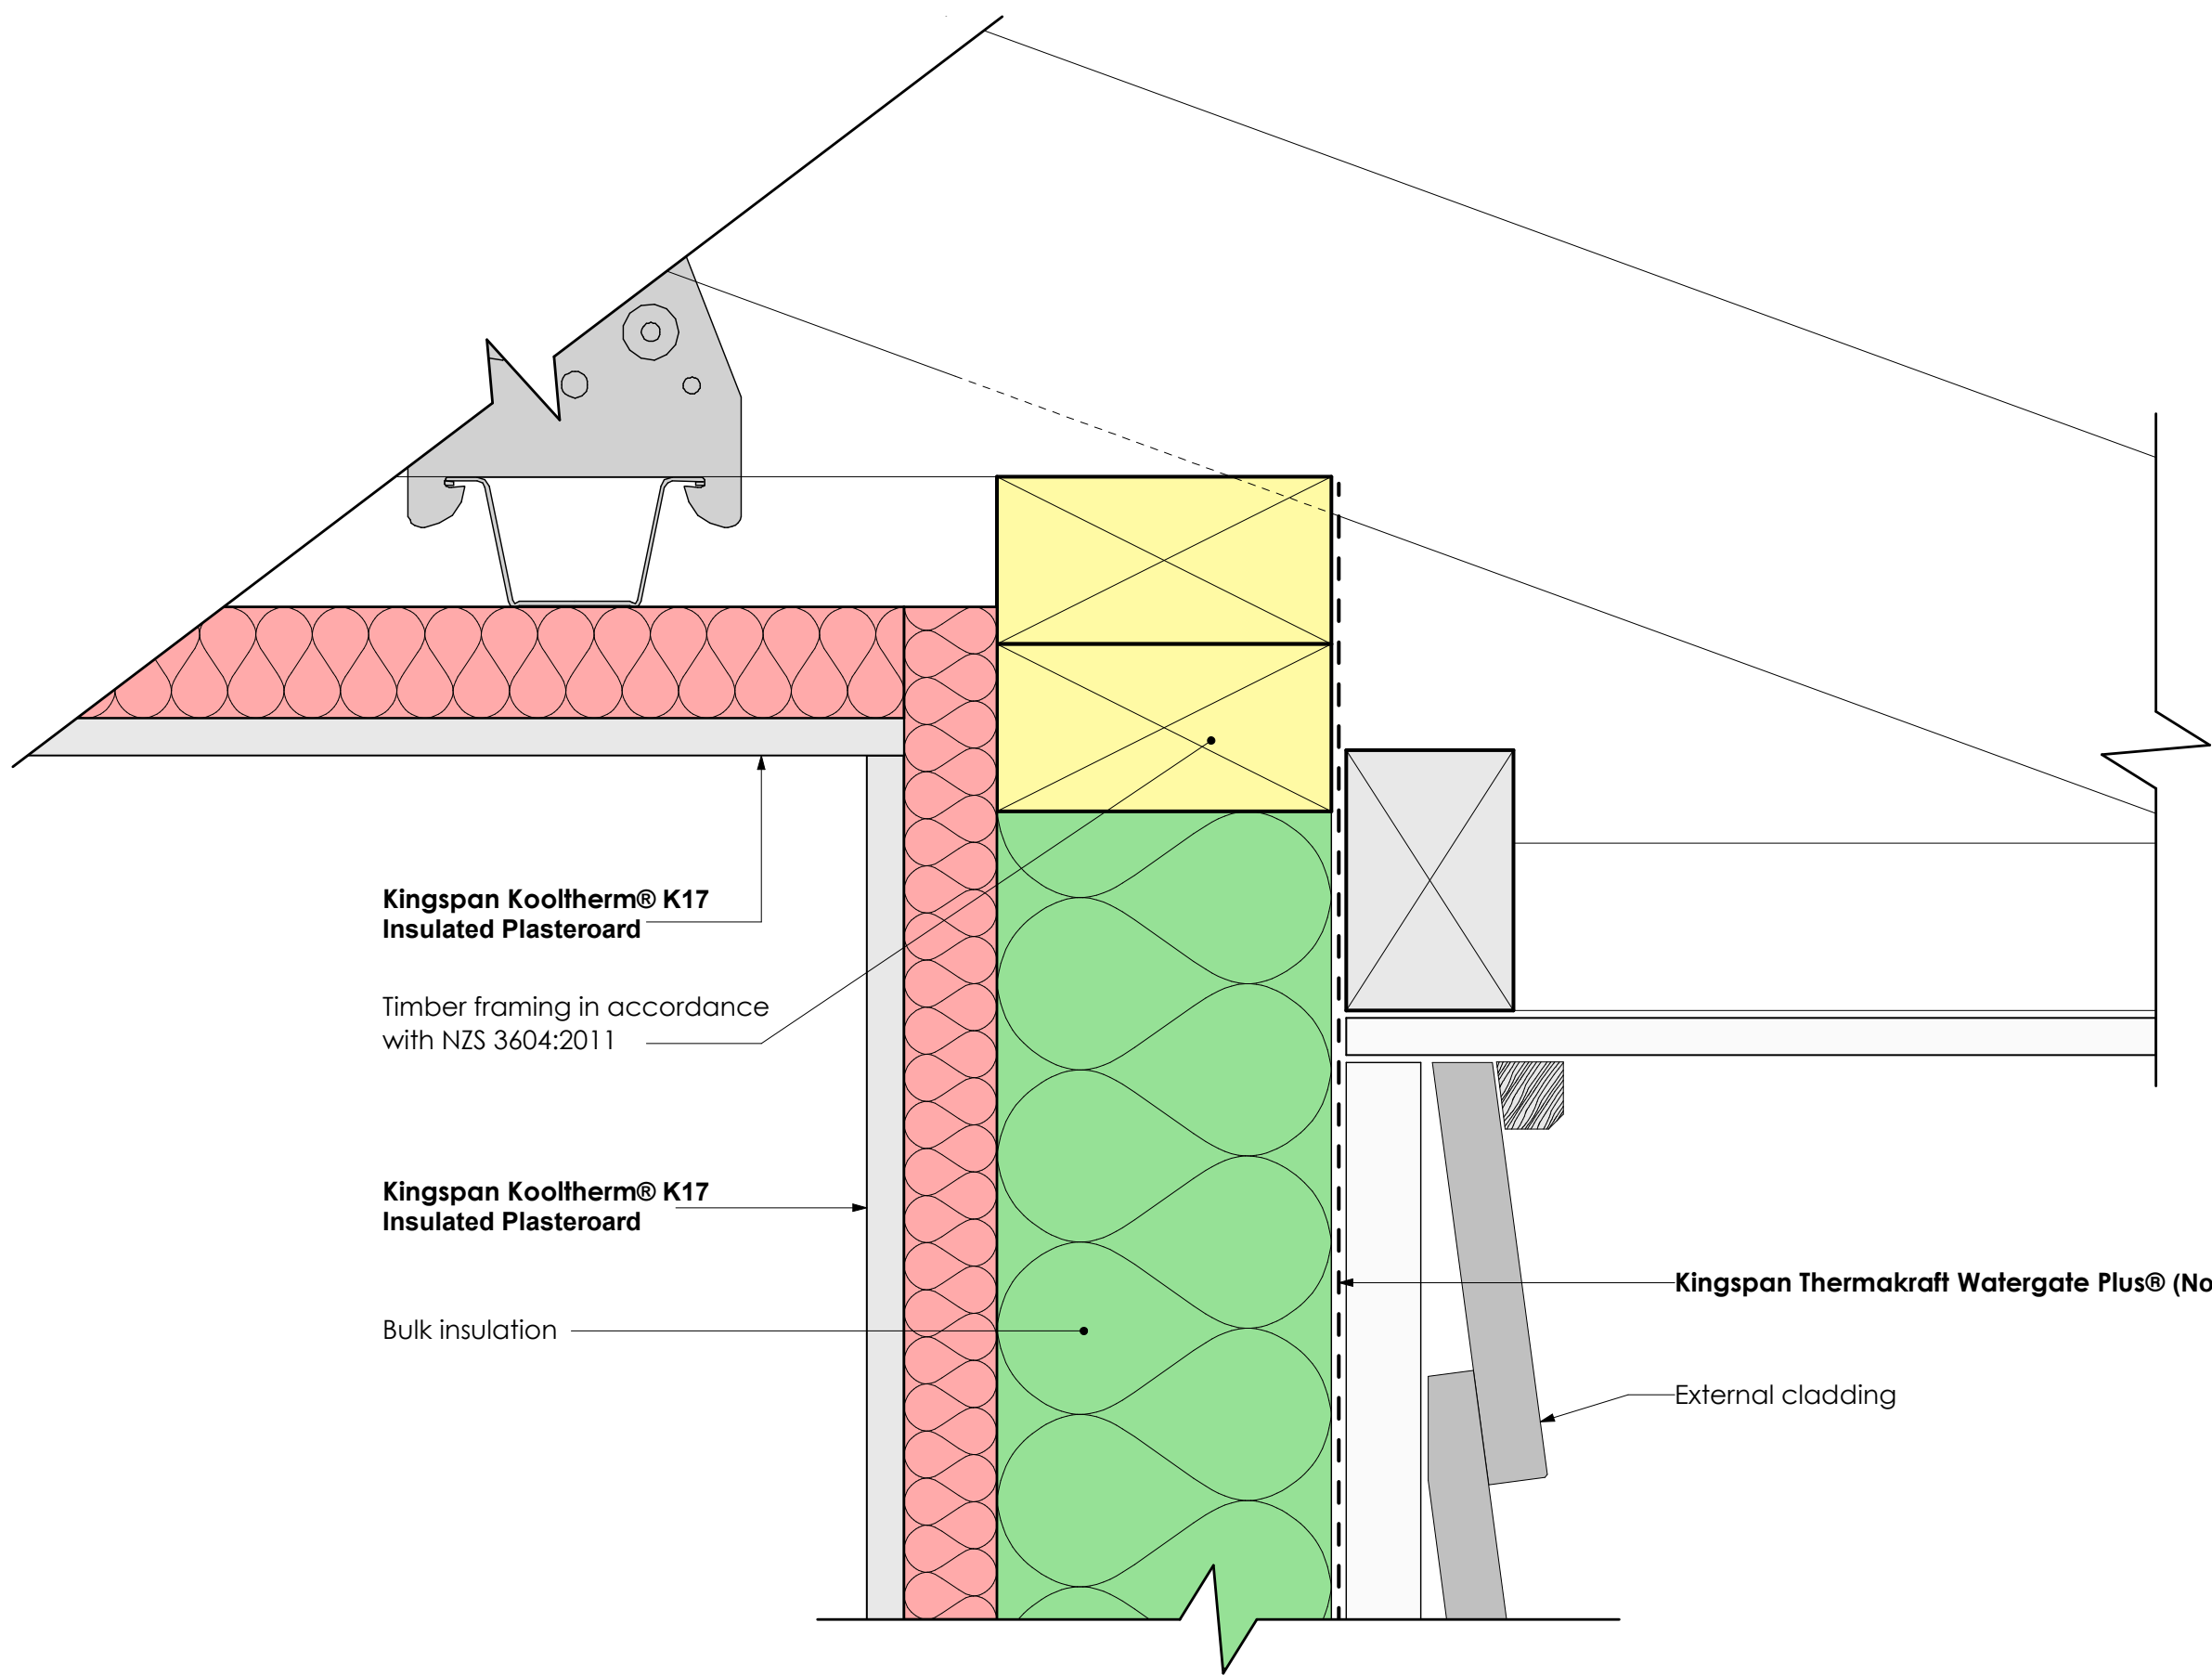 Kingspan Kooltherm® K17
Insulated Plasteroard
Timber framing in accordance
with NZS 3604:2011
Kingspan Kooltherm® K17
Insulated Plasteroard
Bulk insulation
Kingspan Thermakraft Watergate Plus® (No
External cladding